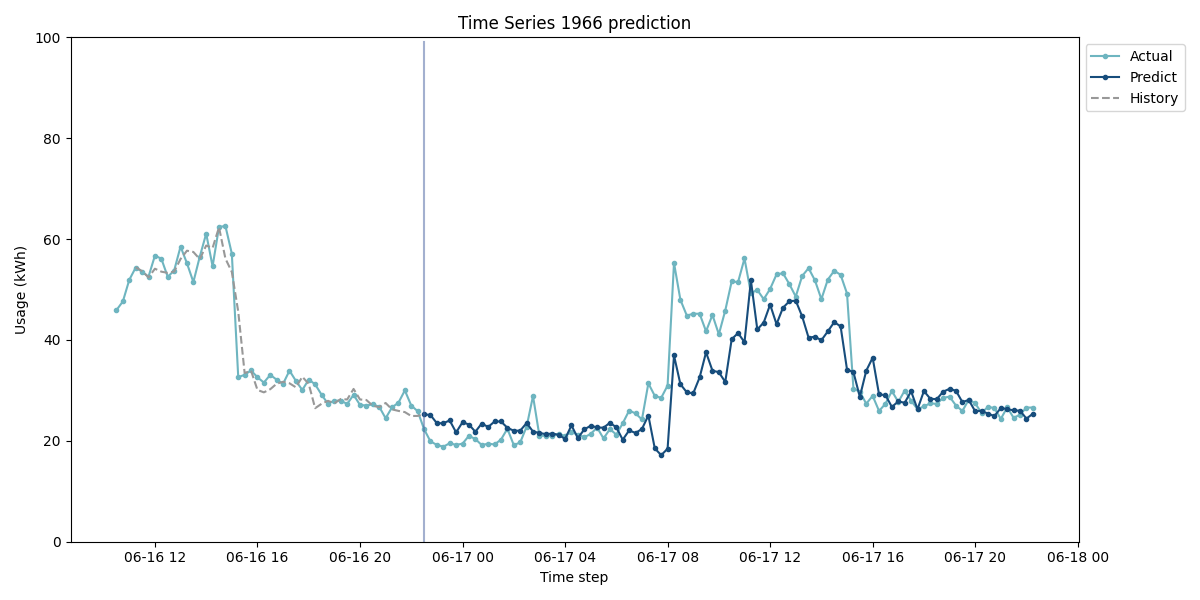 Time Series 1966 prediction
Usage (kWh)
100
80
60
40
20
0
06-16 12
06-16 16
06-16 20
06-17 00
06-17 04
06-17 08
06-17 12
06-17 16
06-17 20
06-18 00
Time step
Actual
Predict
History